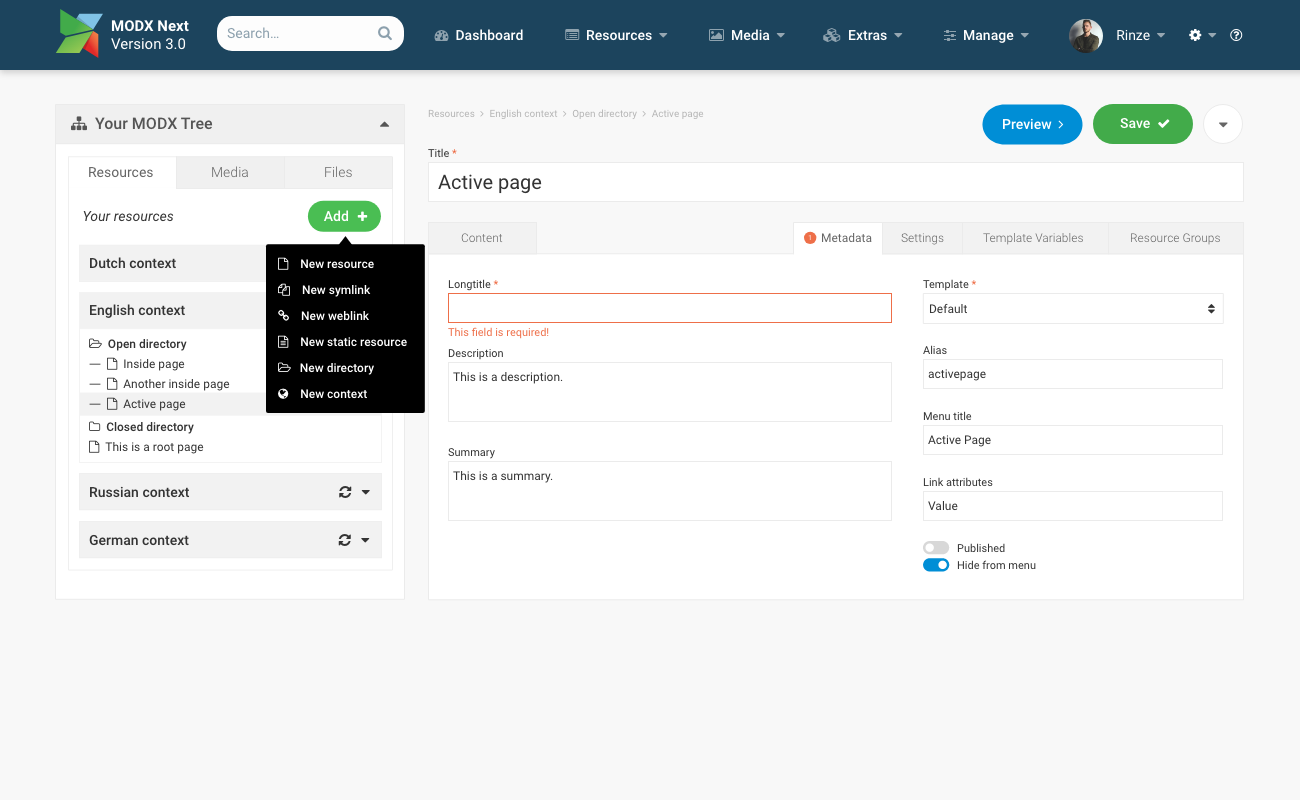 MODX Next
Version 3.0
Search...
Dashboard
Resources
Media
Extras
Manage
Rinze
Your MODX Tree
Resources
Media
Files
Your resources
Add
New resource
New symlink
New weblink
New static resource
New directory
New context
Dutch context
English context
Open directory
Inside page
Another inside page
Active page
Closed directory
This is a root page
Russian context
German context
Resources > English context > Open directory > Active page
Preview
Save
Title *
Active page
Content
! Metadata
Settings
Template Variables
Resource Groups
Longtitle *
This field is required!
Description
This is a description.
Summary
This is a summary.
Template *
Default
Alias
activepage
Menu title
Active Page
Link attributes
Value
Published
Hide from menu